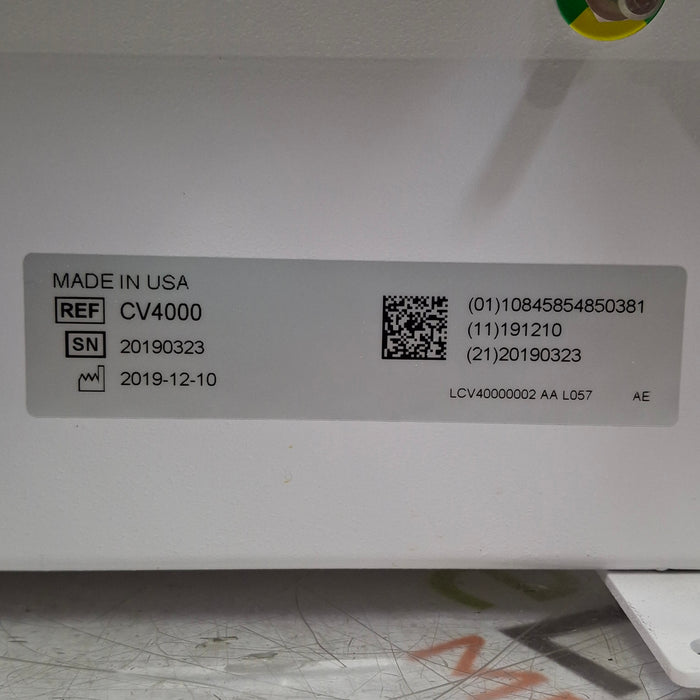 MADE IN USA
REF CV4000
SN 20190323
2019-12-10
(01)10845854850381
(11)191210
(21)20190323
LCV40000002 AA L057 AE